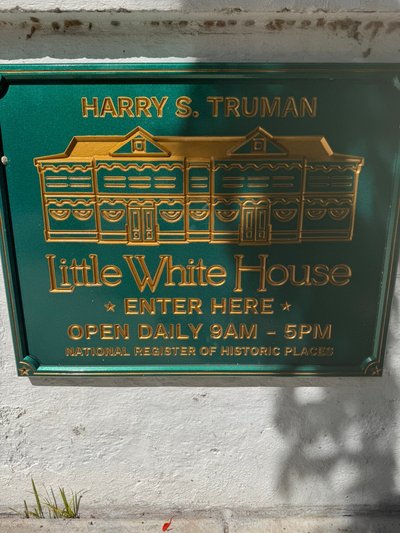 HARRY S. TRUMAN
Little White House
★ ENTER HERE ★
OPEN DAILY 9AM - 5PM
NATIONAL REGISTER OF HISTORIC PLACES